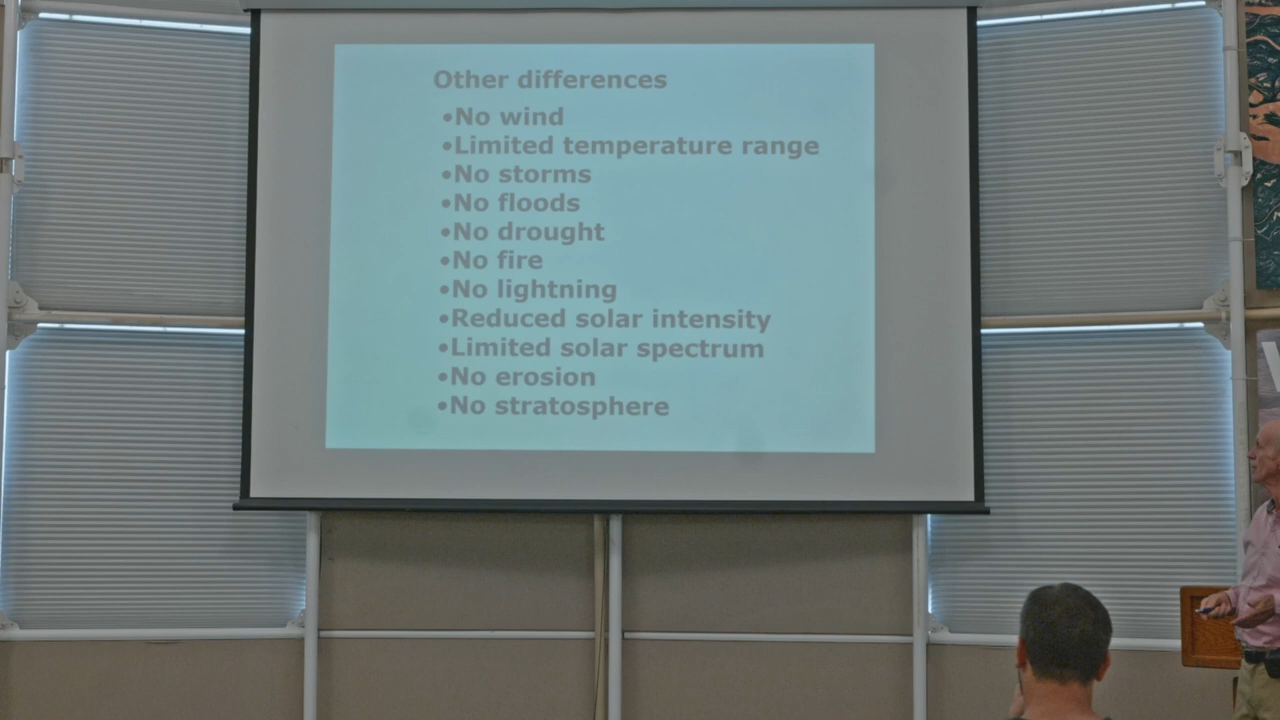 Other differences
•No wind
•Limited temperature range
•No storms
•No floods
•No drought
•No fire
•No lightning
•Reduced solar intensity
•Limited solar spectrum
•No erosion
•No stratosphere